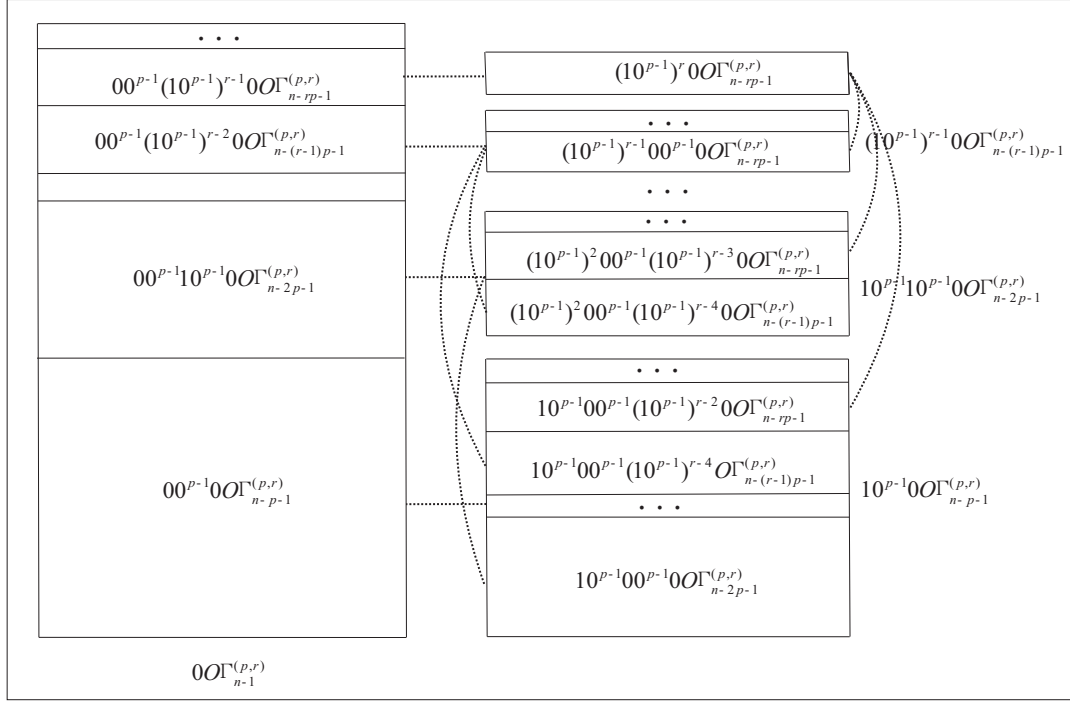 . . .
00^{p-1}(10^{p-1})^{r-1}0OΓ^{(p,r)}_{n-rp-1}
00^{p-1}(10^{p-1})^{r-2}0OΓ^{(p,r)}_{n-(r-1)p-1}
00^{p-1}10^{p-1}0OΓ^{(p,r)}_{n-2p-1}
00^{p-1}0OΓ^{(p,r)}_{n-p-1}
0OΓ^{(p,r)}_{n-1}
(10^{p-1})^{r}0OΓ^{(p,r)}_{n-rp-1}
. . .
(10^{p-1})^{r-1}00^{p-1}0OΓ^{(p,r)}_{n-rp-1}
(10^{p-1})^{r-1}0OΓ^{(p,r)}_{n-(r-1)p-1}
. . .
. . .
(10^{p-1})^{2}00^{p-1}(10^{p-1})^{r-3}0OΓ^{(p,r)}_{n-rp-1}
(10^{p-1})^{2}00^{p-1}(10^{p-1})^{r-4}0OΓ^{(p,r)}_{n-(r-1)p-1}
10^{p-1}10^{p-1}0OΓ^{(p,r)}_{n-2p-1}
. . .
10^{p-1}00^{p-1}(10^{p-1})^{r-2}0OΓ^{(p,r)}_{n-rp-1}
10^{p-1}00^{p-1}(10^{p-1})^{r-4}OΓ^{(p,r)}_{n-(r-1)p-1}
. . .
10^{p-1}00^{p-1}0OΓ^{(p,r)}_{n-2p-1}
10^{p-1}0OΓ^{(p,r)}_{n-p-1}